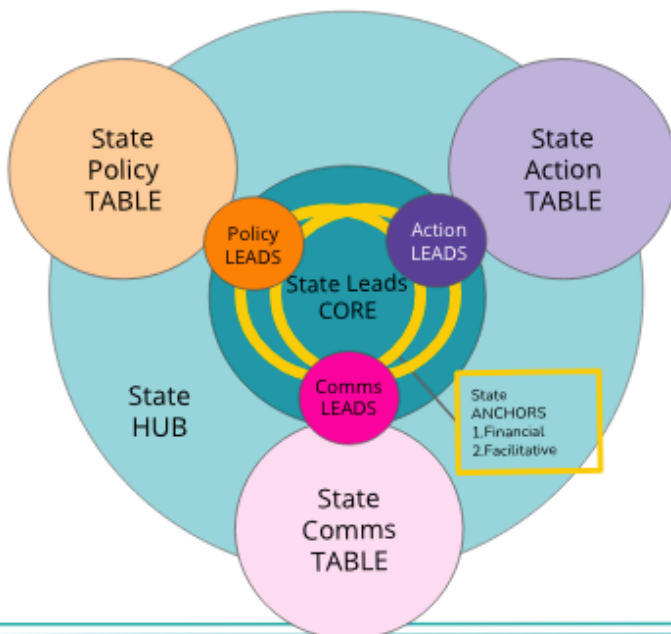 State
Policy
TABLE
State
Action
TABLE
Policy
LEADS
Action
LEADS
State Leads
CORE
Comms
LEADS
State
HUB
State
ANCHORS
1.Financial
2.Facilitative
State
Comms
TABLE